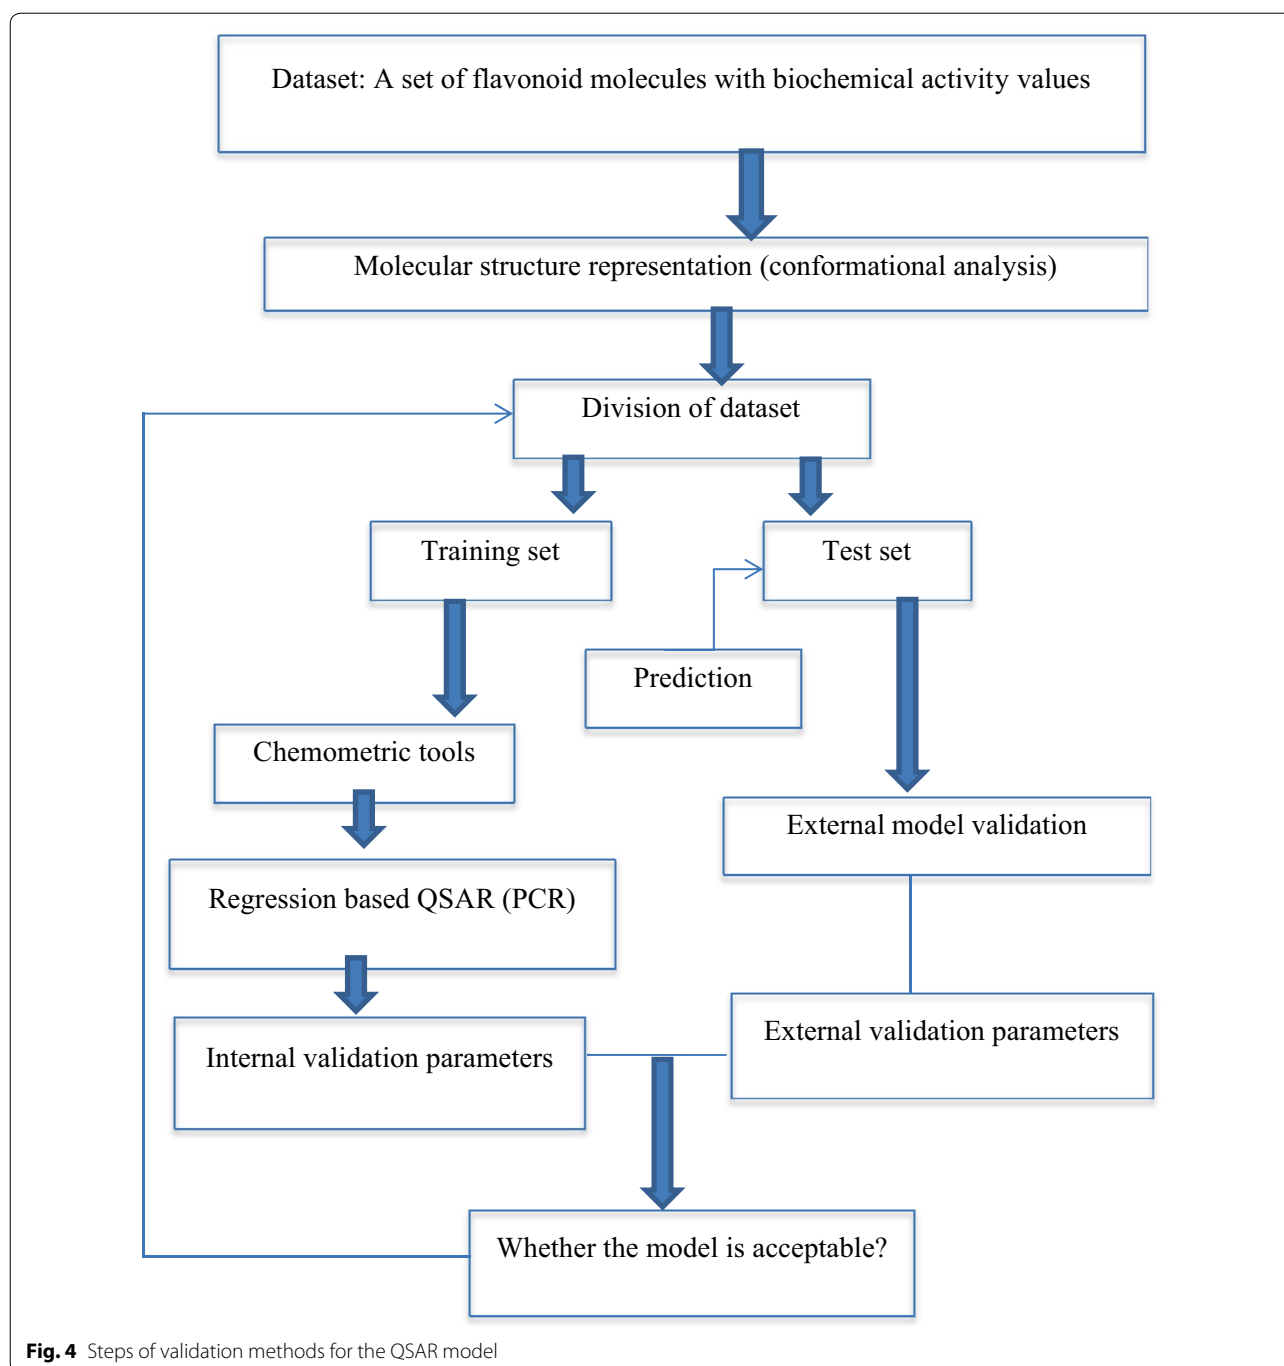 Dataset: A set of flavonoid molecules with biochemical activity values
Molecular structure representation (conformational analysis)
Division of dataset
Training set
Test set
Prediction
Chemometric tools
External model validation
Regression based QSAR (PCR)
External validation parameters
Internal validation parameters
Whether the model is acceptable?
Fig. 4 Steps of validation methods for the QSAR model